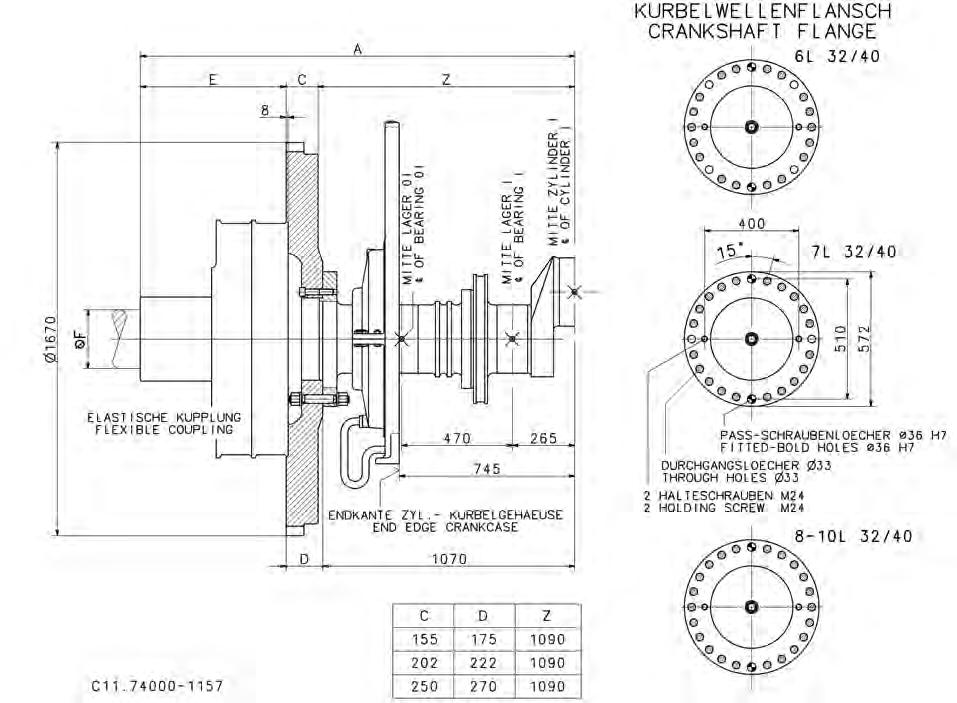 KURBELWELLENFLANSCH
CRANKSHAFT FLANGE
6L 32/40
A
E
C
Z
8
MITTE LAGER 01
℄ OF BEARING 01
MITTE LAGER 1
℄ OF BEARING 1
MITTE ZYLINDER 1
℄ OF CYLINDER 1
400
15°
7L 32/40
Ø1670
ØF
510
572
ELASTISCHE KUPPLUNG
FLEXIBLE COUPLING
470
265
745
PASS-SCHRAUBENLOECHER Ø36 H7
FITTED-BOLD HOLES Ø36 H7
DURCHGANGSLOECHER Ø33
THROUGH HOLES Ø33
2 HALTESCHRAUBEN M24
2 HOLDING SCREW M24
ENDKANTE ZYL.- KURBELGEHAEUSE
END EDGE CRANKCASE
8-10L 32/40
D
1070
C D Z
155 175 1090
202 222 1090
250 270 1090
C11.74000-1157